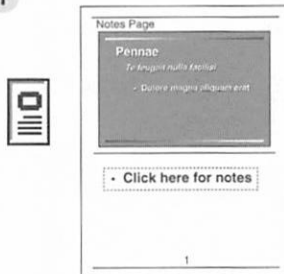 Notes Page
Pennae
Te feugait nulla facilisi
• Dolore magna aliquam erat
• Click here for notes
1